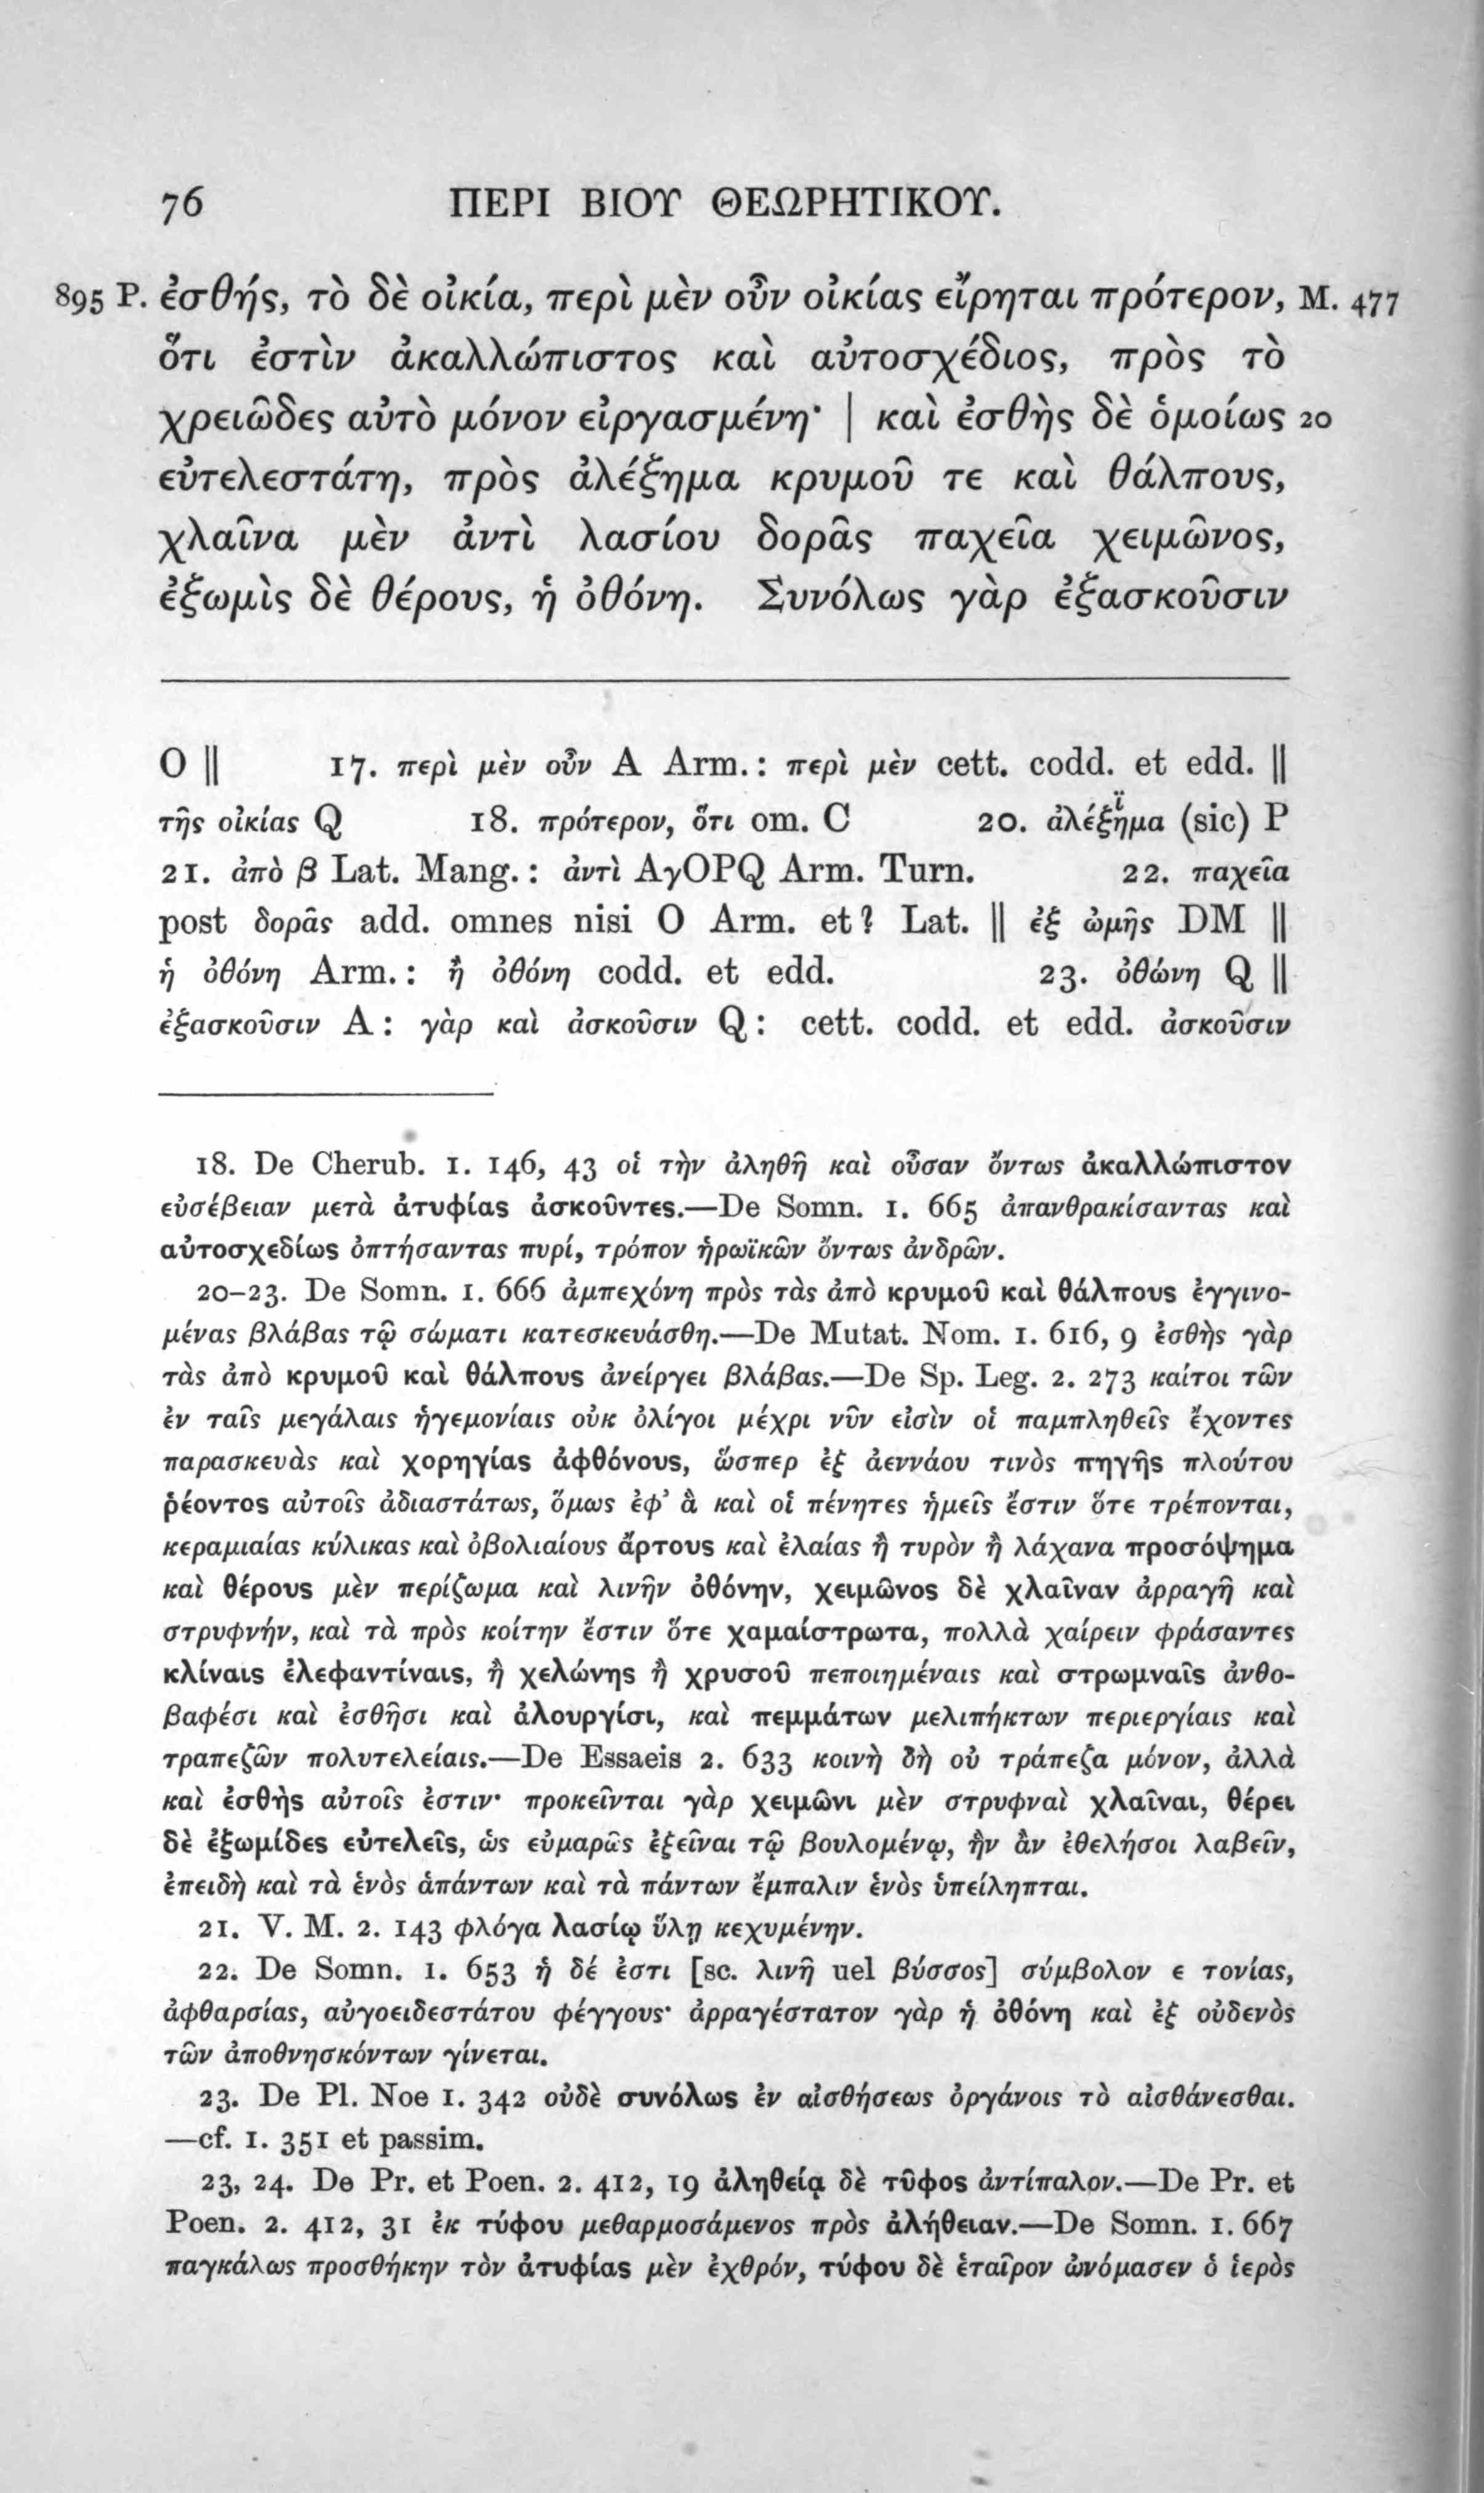 76 ΠΕΡΙ ΒΙΟΥ ΘΕΩΡΗΤΙΚΟΥ.
895 P. ἐσθής, τὸ δὲ οἰκία, περὶ μὲν οὖν οἰκίας εἴρηται πρότερον, M. 477
ὅτι ἐστὶν ἀκαλλώπιστος καὶ αὐτοσχέδιος, πρὸς τὸ
χρειῶδες αὐτὸ μόνον εἰργασμένη· | καὶ ἐσθὴς δὲ ὁμοίως 20
εὐτελεστάτη, πρὸς ἀλέξημα κρυμοῦ τε καὶ θάλπους,
χλαῖνα μὲν ἀντὶ λασίου δορᾶς παχεῖα χειμῶνος,
ἐξωμὶς δὲ θέρους, ἡ ὀθόνη. Συνόλως γὰρ ἐξασκοῦσιν
O || 17. περὶ μὲν οὖν A Arm.: περὶ μὲν cett. codd. et edd. ||
τῆς οἰκίας Q 18. πρότερον, ὅτι om. C 20. ἀλέξϊημα (sic) P
21. ἀπὸ β Lat. Mang.: ἀντὶ AγOPQ Arm. Turn. 22. παχεῖα
post δορᾶς add. omnes nisi O Arm. et? Lat. || ἐξ ὠμῆς DM ||
ἡ ὀθόνη Arm.: ἢ ὀθόνη codd. et edd. 23. ὀθώνη Q ||
ἐξασκοῦσιν A: γὰρ καὶ ἀσκοῦσιν Q: cett. codd. et edd. ἀσκοῦσιν
18. De Cherub. 1. 146, 43 οἱ τὴν ἀληθῆ καὶ οὖσαν ὄντως ἀκαλλώπιστον
εὐσέβειαν μετὰ ἀτυφίας ἀσκοῦντες.—De Somn. 1. 665 ἀπανθρακίσαντας καὶ
αὐτοσχεδίως ὀπτήσαντας πυρί, τρόπον ἡρωϊκῶν ὄντως ἀνδρῶν.
20–23. De Somn. 1. 666 ἀμπεχόνη πρὸς τὰς ἀπὸ κρυμοῦ καὶ θάλπους ἐγγινο-
μένας βλάβας τῷ σώματι κατεσκευάσθη.—De Mutat. Nom. 1. 616, 9 ἐσθὴς γὰρ
τὰς ἀπὸ κρυμοῦ καὶ θάλπους ἀνείργει βλάβας.—De Sp. Leg. 2. 273 καίτοι τῶν
ἐν ταῖς μεγάλαις ἡγεμονίαις οὐκ ὀλίγοι μέχρι νῦν εἰσὶν οἱ παμπληθεῖς ἔχοντες
παρασκευὰς καὶ χορηγίας ἀφθόνους, ὥσπερ ἐξ ἀεννάου τινὸς πηγῆς πλούτου
ῥέοντος αὐτοῖς ἀδιαστάτως, ὅμως ἐφ’ ἃ καὶ οἱ πένητες ἡμεῖς ἔστιν ὅτε τρέπονται,
κεραμιαίας κύλικας καὶ ὀβολιαίους ἄρτους καὶ ἐλαίας ἢ τυρὸν ἢ λάχανα προσόψημα
καὶ θέρους μὲν περίζωμα καὶ λινῆν ὀθόνην, χειμῶνος δὲ χλαῖναν ἀρραγῆ καὶ
στρυφνήν, καὶ τὰ πρὸς κοίτην ἔστιν ὅτε χαμαίστρωτα, πολλὰ χαίρειν φράσαντες
κλίναις ἐλεφαντίναις, ἢ χελώνης ἢ χρυσοῦ πεποιημέναις καὶ στρωμναῖς ἀνθο-
βαφέσι καὶ ἐσθῆσι καὶ ἁλουργίσι, καὶ πεμμάτων μελιπήκτων περιεργίαις καὶ
τραπεζῶν πολυτελείαις.—De Essaeis 2. 633 κοινὴ δὴ οὐ τράπεζα μόνον, ἀλλὰ
καὶ ἐσθὴς αὐτοῖς ἐστιν· προκεῖνται γὰρ χειμῶνι μὲν στρυφναὶ χλαῖναι, θέρει
δὲ ἐξωμίδες εὐτελεῖς, ὡς εὐμαρῶς ἐξεῖναι τῷ βουλομένῳ, ἣν ἂν ἐθελήσοι λαβεῖν,
ἐπειδὴ καὶ τὰ ἑνὸς ἁπάντων καὶ τὰ πάντων ἔμπαλιν ἑνὸς ὑπείληπται.
21. V. M. 2. 143 φλόγα λασίῳ ὕλῃ κεχυμένην.
22. De Somn. 1. 653 ἡ δέ ἐστι [sc. λινῆ uel βύσσος] σύμβολον ε τονίας,
ἀφθαρσίας, αὐγοειδεστάτου φέγγους· ἀρραγέστατον γὰρ ἡ ὀθόνη καὶ ἐξ οὐδενὸς
τῶν ἀποθνησκόντων γίνεται.
23. De Pl. Noe 1. 342 οὐδὲ συνόλως ἐν αἰσθήσεως ὀργάνοις τὸ αἰσθάνεσθαι.
—cf. 1. 351 et passim.
23, 24. De Pr. et Poen. 2. 412, 19 ἀληθείᾳ δὲ τῦφος ἀντίπαλον.—De Pr. et
Poen. 2. 412, 31 ἐκ τύφου μεθαρμοσάμενος πρὸς ἀλήθειαν.—De Somn. 1. 667
παγκάλως προσθήκην τὸν ἀτυφίας μὲν ἐχθρόν, τύφου δὲ ἑταῖρον ὠνόμασεν ὁ ἱερὸς